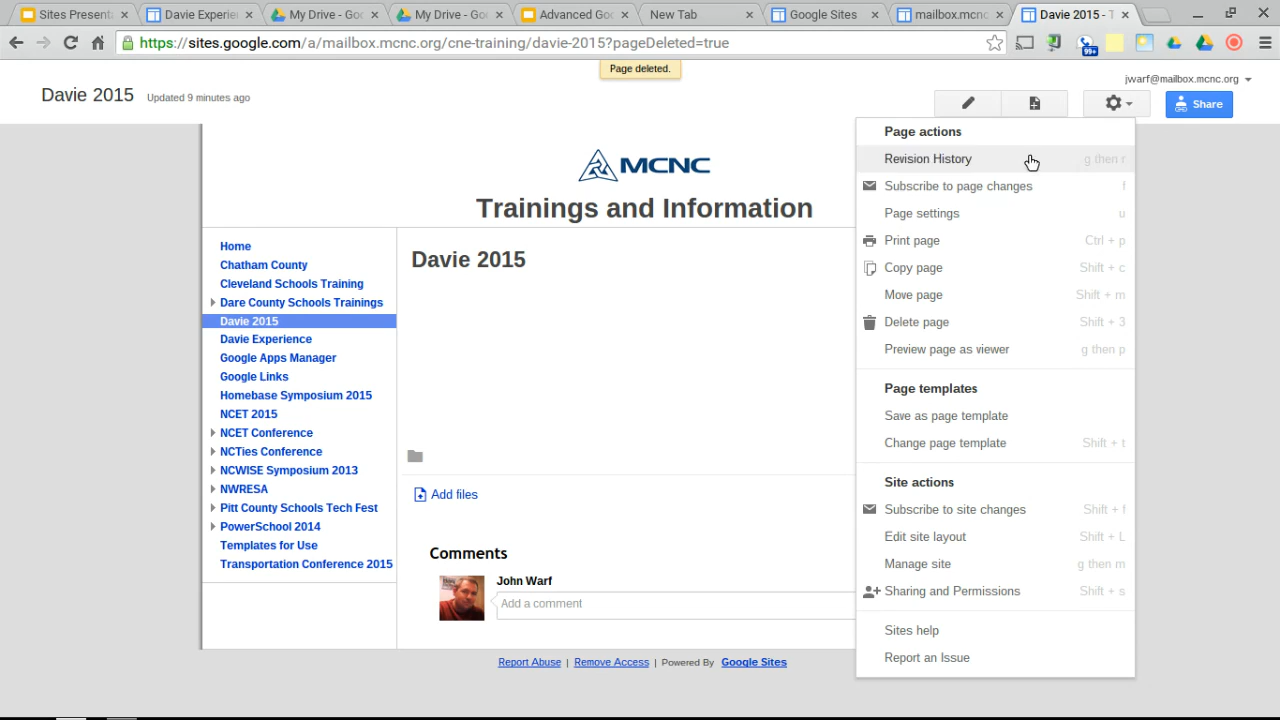 Sites Present
Davie Experie
My Drive - Goo
My Drive - Goo
Advanced Goo
New Tab
Google Sites
mailbox.mcnc.
Davie 2015 - T
https://sites.google.com/a/mailbox.mcnc.org/cne-training/davie-2015?pageDeleted=true
99+
Page deleted.
jwarf@mailbox.mcnc.org
Davie 2015 Updated 9 minutes ago
Share
MCNC
Trainings and Information
Home
Chatham County
Cleveland Schools Training
Dare County Schools Trainings
Davie 2015
Davie Experience
Google Apps Manager
Google Links
Homebase Symposium 2015
NCET 2015
NCET Conference
NCTies Conference
NCWISE Symposium 2013
NWRESA
Pitt County Schools Tech Fest
PowerSchool 2014
Templates for Use
Transportation Conference 2015
Davie 2015
Add files
Comments
John Warf
Add a comment
Report Abuse | Remove Access | Powered By Google Sites
Page actions
Revision History g then r
Subscribe to page changes f
Page settings u
Print page Ctrl + p
Copy page Shift + c
Move page Shift + m
Delete page Shift + 3
Preview page as viewer g then p
Page templates
Save as page template
Change page template Shift + t
Site actions
Subscribe to site changes Shift + f
Edit site layout Shift + L
Manage site g then m
Sharing and Permissions Shift + s
Sites help
Report an Issue